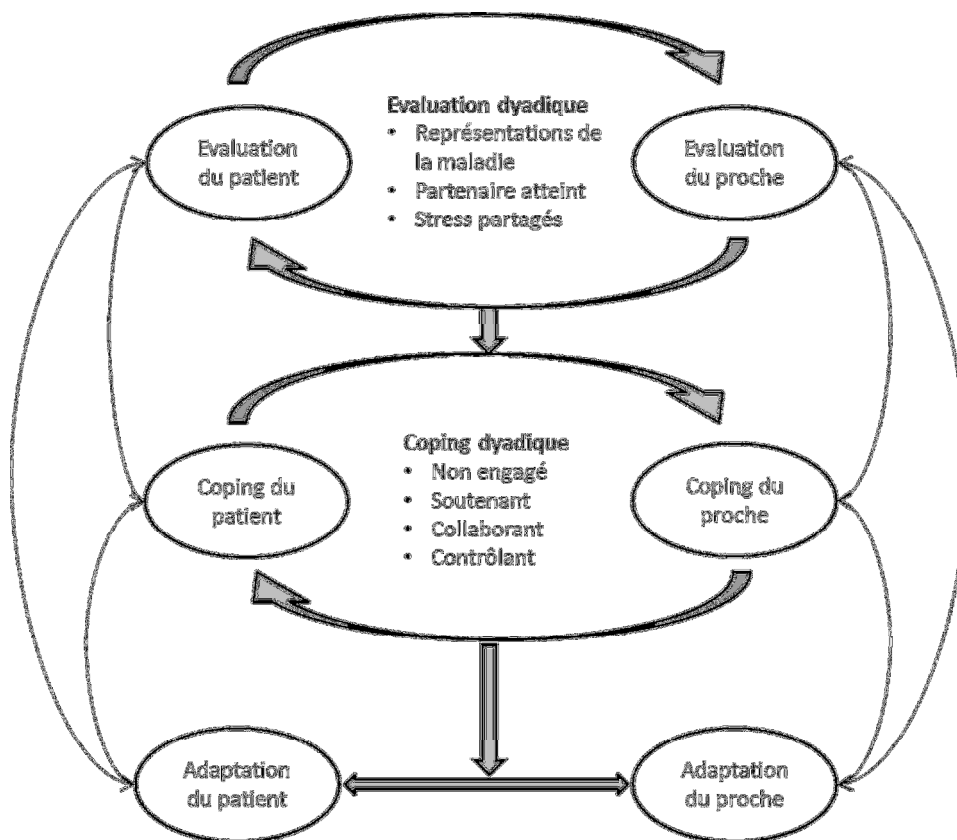 Evaluation dyadique
• Représentations de
la maladie
• Partenaire atteint
• Stress partagés
Evaluation
du patient
Evaluation
du proche
Coping dyadique
• Non engagé
• Soutenant
• Collaborant
• Contrôlant
Coping du
patient
Coping du
proche
Adaptation
du patient
Adaptation
du proche